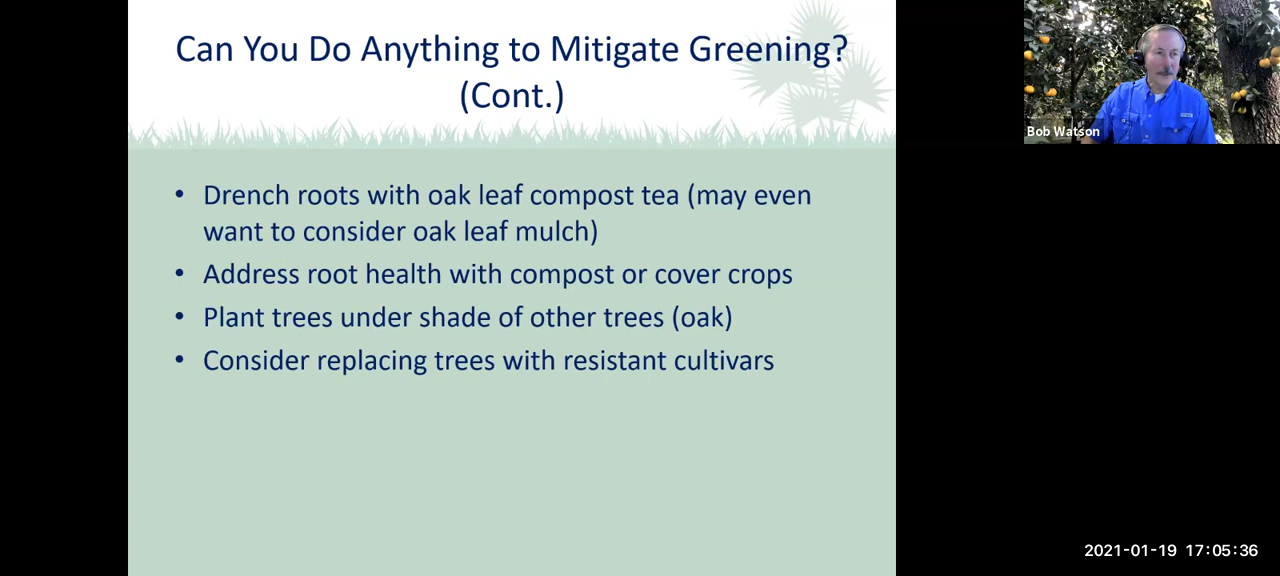 Can You Do Anything to Mitigate Greening?
(Cont.)
• Drench roots with oak leaf compost tea (may even
want to consider oak leaf mulch)
• Address root health with compost or cover crops
• Plant trees under shade of other trees (oak)
• Consider replacing trees with resistant cultivars
Bob Watson
2021-01-19 17:05:36